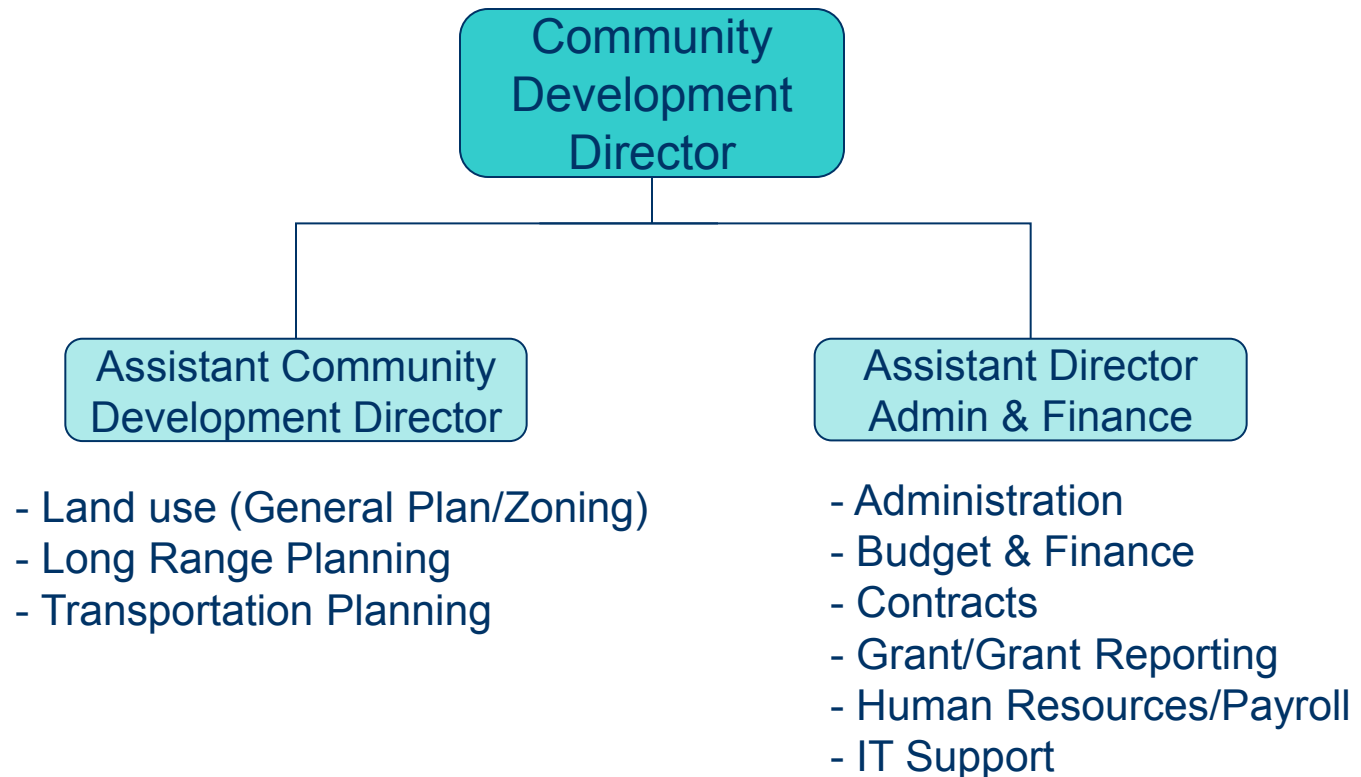 Community
Development
Director
Assistant Community
Development Director
- Land use (General Plan/Zoning)
- Long Range Planning
- Transportation Planning
Assistant Director
Admin & Finance
- Administration
- Budget & Finance
- Contracts
- Grant/Grant Reporting
- Human Resources/Payroll
- IT Support